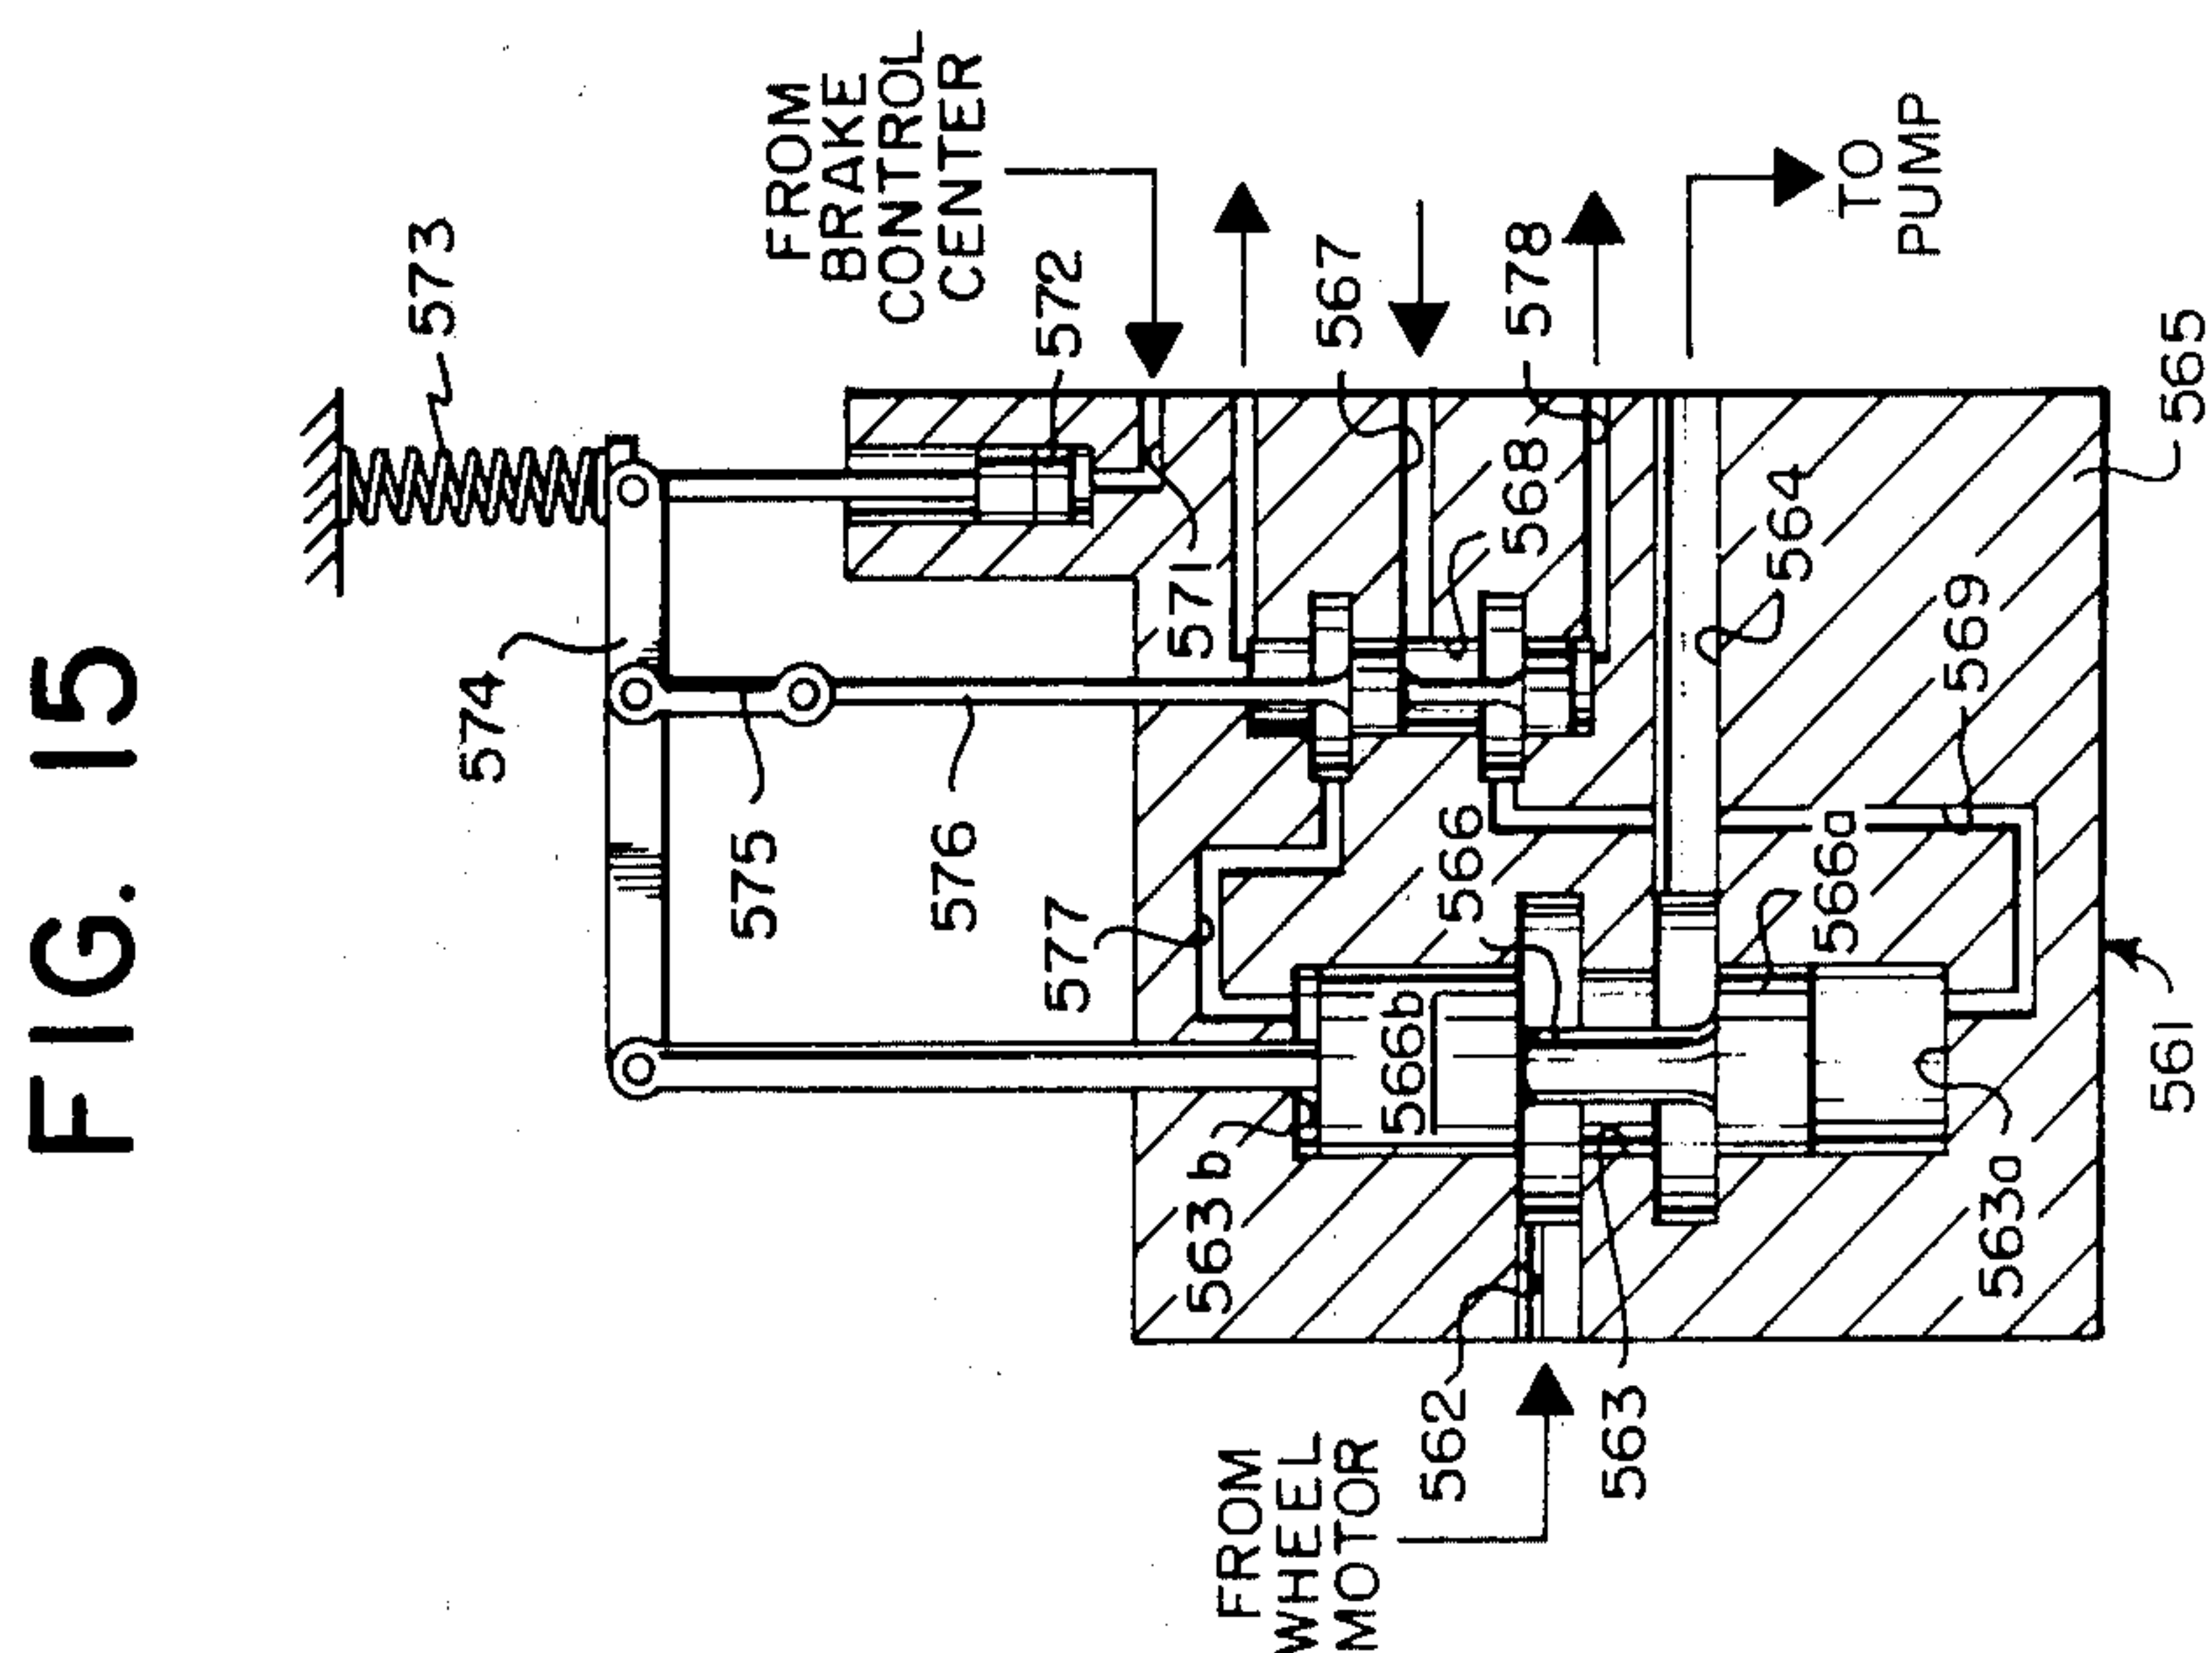 FIG. 15
573
574
FROM
BRAKE
CONTROL
CENTER
572
575
576
571
567
578
568
577
566
564
TO
PUMP
569
566a
566b
563b
565
563a
561
562
563
FROM
WHEEL
MOTOR